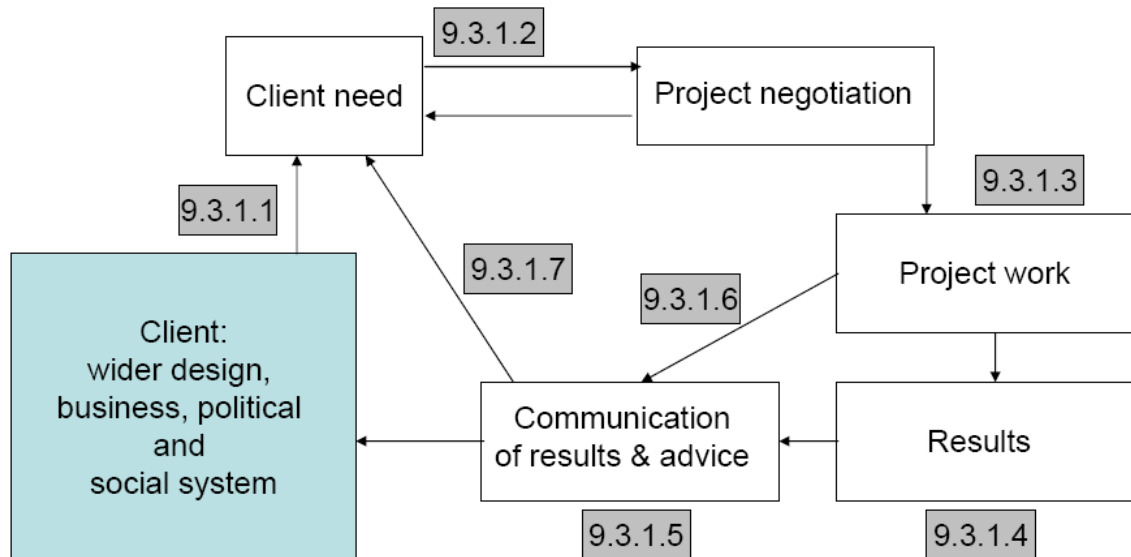 9.3.1.2
Client need
Project negotiation
9.3.1.1
9.3.1.3
9.3.1.7
9.3.1.6
Project work
Client:
wider design,
business, political
and
social system
Communication
of results & advice
Results
9.3.1.5
9.3.1.4